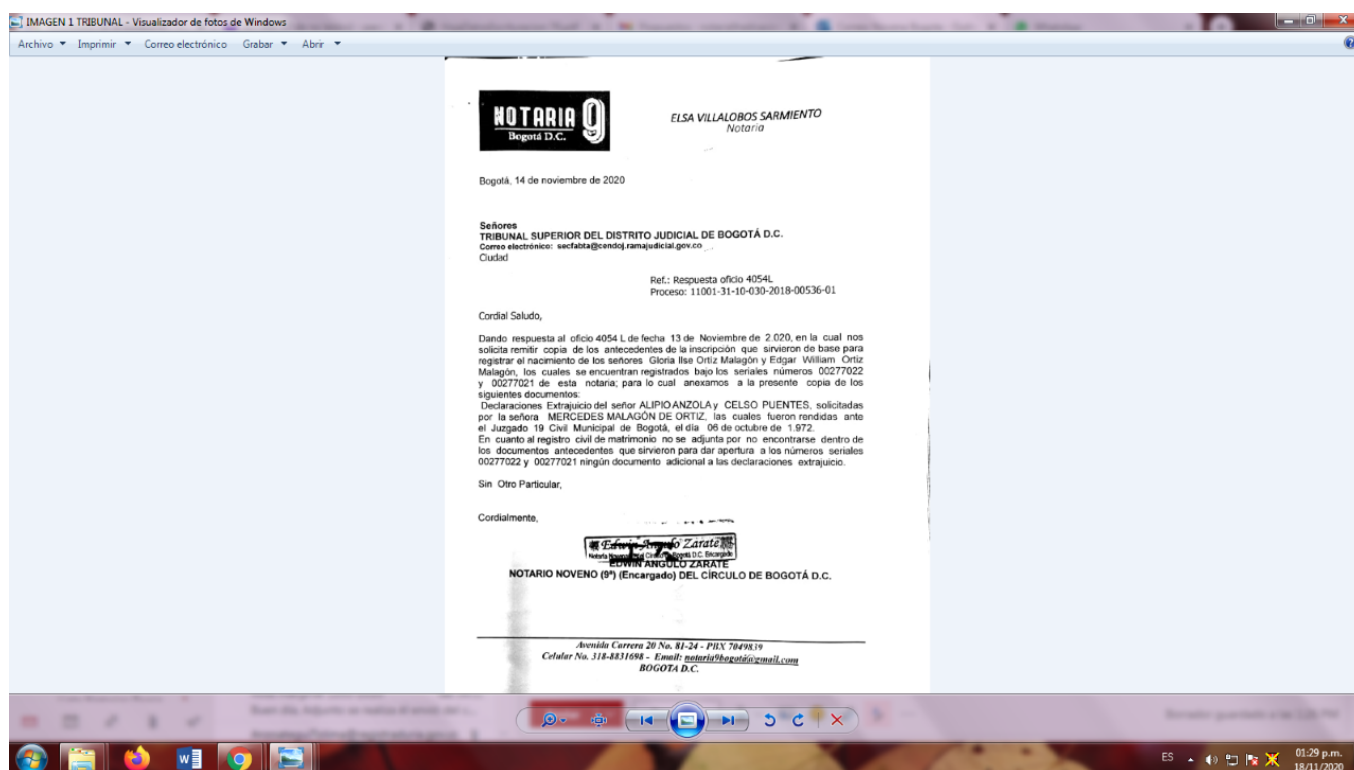 IMAGEN 1 TRIBUNAL - Visualizador de fotos de Windows
Archivo Imprimir Correo electrónico Grabar Abrir
NOTARIA 9
Bogotá D.C.
ELSA VILLALOBOS SARMIENTO
Notaria
Bogotá, 14 de noviembre de 2020
Señores
TRIBUNAL SUPERIOR DEL DISTRITO JUDICIAL DE BOGOTÁ D.C.
Correo electrónico: secfabta@cendoj.ramajudicial.gov.co
Ciudad
Ref.: Respuesta oficio 4054L
Proceso: 11001-31-10-030-2018-00536-01
Cordial Saludo,
Dando respuesta al oficio 4054 L de fecha 13 de Noviembre de 2.020, en la cual nos
solicita remitir copia de los antecedentes de la inscripción que sirvieron de base para
registrar el nacimiento de los señores Gloria Ilse Ortiz Malagón y Edgar William Ortiz
Malagón, los cuales se encuentran registrados bajo los seriales números 00277022
y 00277021 de esta notaria; para lo cual anexamos a la presente copia de los
siguientes documentos:
Declaraciones Extrajuicio del señor ALIPIO ANZOLA y CELSO PUENTES, solicitadas
por la señora MERCEDES MALAGÓN DE ORTIZ, las cuales fueron rendidas ante
el Juzgado 19 Civil Municipal de Bogotá, el día 06 de octubre de 1.972.
En cuanto al registro civil de matrimonio no se adjunta por no encontrarse dentro de
los documentos antecedentes que sirvieron para dar apertura a los números seriales
00277022 y 00277021 ningún documento adicional a las declaraciones extrajuicio.
Sin Otro Particular,
Cordialmente,
Edwin Angulo Zarate
EDWIN ANGULO ZARATE
NOTARIO NOVENO (9°) (Encargado) DEL CÍRCULO DE BOGOTÁ D.C.
Avenida Carrera 20 No. 81-24 - PBX 7049839
Celular No. 318-8831698 - Email: notaria9bogotá@gmail.com
BOGOTA D.C.
ES
01:29 p.m.
18/11/2020